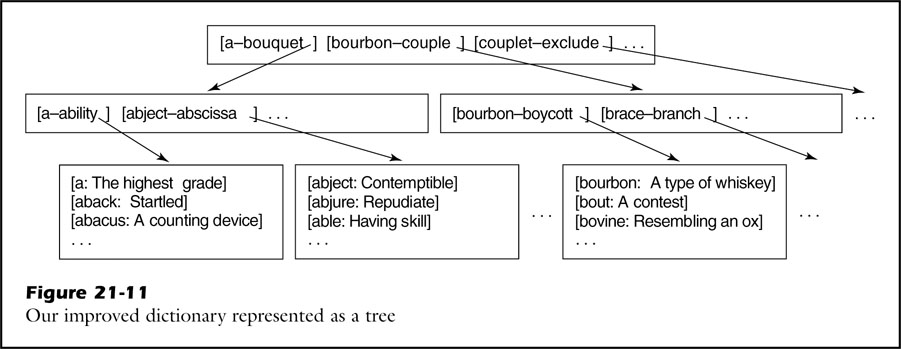 [a–bouquet ] [bourbon–couple ] [couplet–exclude ] . . .
[a–ability ] [abject–abscissa ] . . .
[bourbon–boycott ] [brace–branch ] . . .
. . .
[a: The highest grade]
[aback: Startled]
[abacus: A counting device]
. . .
[abject: Contemptible]
[abjure: Repudiate]
[able: Having skill]
. . .
. . .
[bourbon: A type of whiskey]
[bout: A contest]
[bovine: Resembling an ox]
. . .
. . .
Figure 21-11
Our improved dictionary represented as a tree